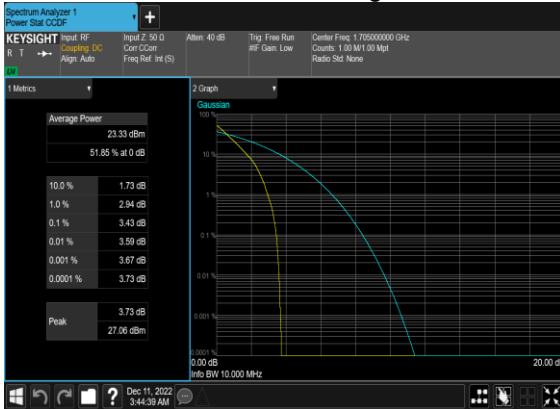 Spectrum Analyzer 1
Power Stat CCDF
KEYSIGHT
R T
Input: RF
Coupling: DC
Align: Auto
Input Z: 50 Ω
Corr CCorr
Freq Ref: Int (S)
Atten: 40 dB
Trig: Free Run
#IF Gain: Low
Center Freq: 1.705000000 GHz
Counts: 1.00 M/1.00 Mpt
Radio Std: None
1 Metrics
Average Power
23.33 dBm
51.85 % at 0 dB
10.0 % 1.73 dB
1.0 % 2.94 dB
0.1 % 3.43 dB
0.01 % 3.59 dB
0.001 % 3.67 dB
0.0001 % 3.73 dB
Peak
3.73 dB
27.06 dBm
2 Graph
Gaussian
100 %
10 %
1 %
0.1 %
0.01 %
0.001 %
0.0001 %
0.00 dB
20.00 d
Info BW 10.000 MHz
?
Dec 11, 2022
3:44:39 AM